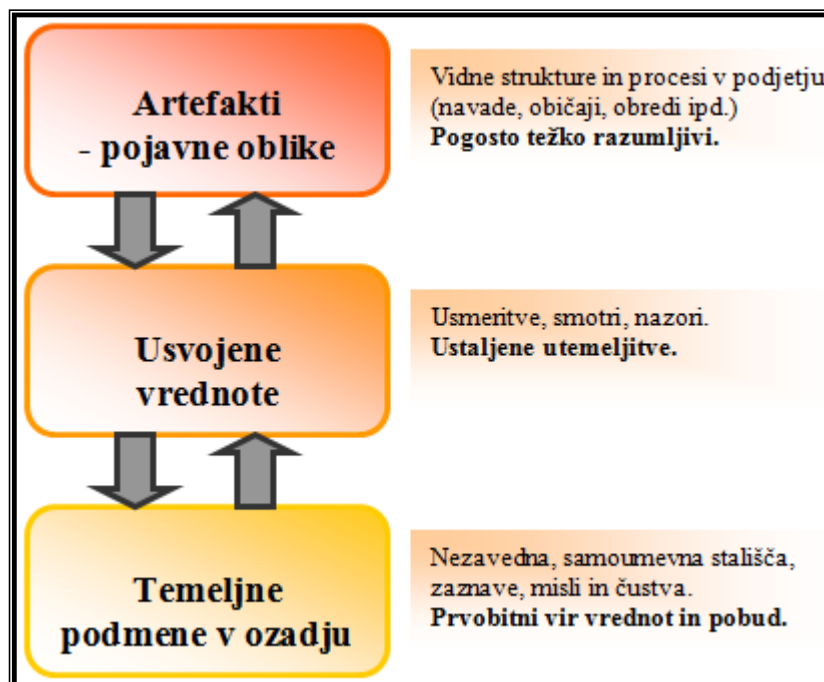 Artefakti
- pojavne oblike
Vidne strukture in procesi v podjetju
(navade, običaji, obredi ipd.)
Pogosto težko razumljivi.
Usvojene
vrednote
Usmeritve, smotri, nazori.
Ustaljene utemeljitve.
Temeljne
podmene v ozadju
Nezavedna, samoumevna stališča,
zaznave, misli in čustva.
Prvobitni vir vrednot in pobud.